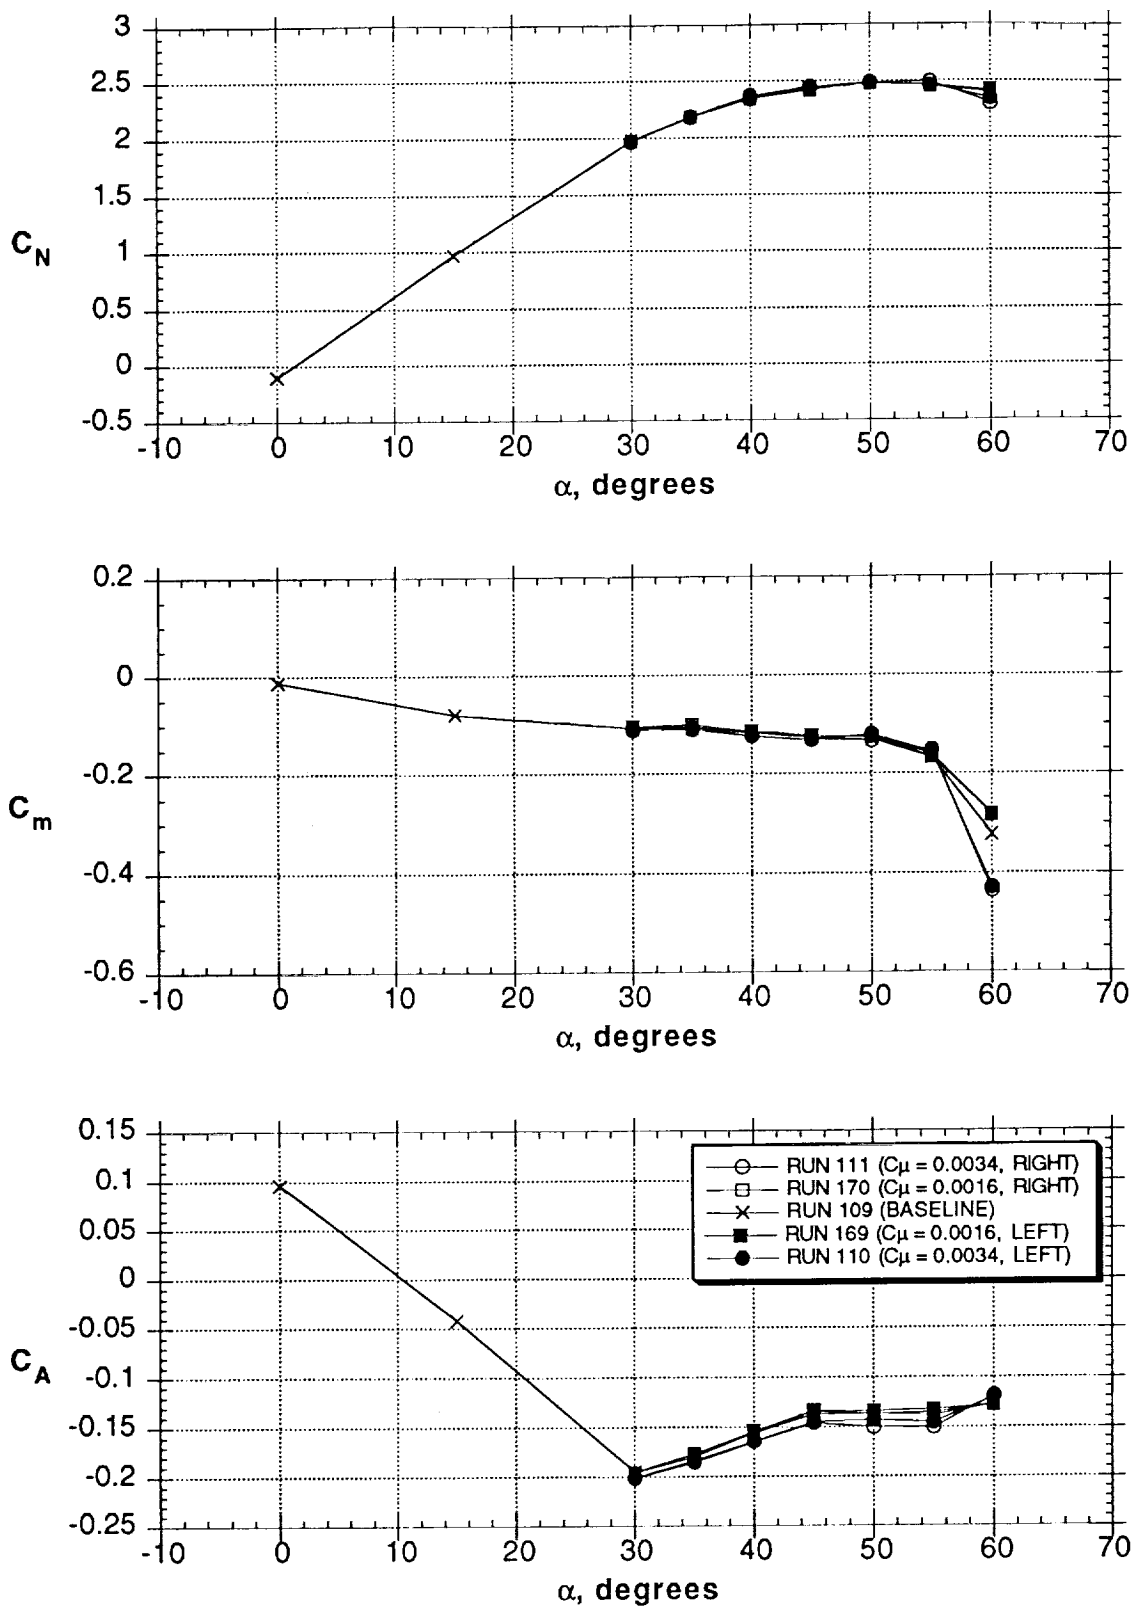 3
2.5
2
1.5
1
0.5
0
-0.5
C_N
-10 0 10 20 30 40 50 60 70
α, degrees
0.2
0
-0.2
-0.4
-0.6
C_m
-10 0 10 20 30 40 50 60 70
α, degrees
0.15
0.1
0.05
0
-0.05
-0.1
-0.15
-0.2
-0.25
C_A
RUN 111 (Cμ = 0.0034, RIGHT)
RUN 170 (Cμ = 0.0016, RIGHT)
RUN 109 (BASELINE)
RUN 169 (Cμ = 0.0016, LEFT)
RUN 110 (Cμ = 0.0034, LEFT)
-10 0 10 20 30 40 50 60 70
α, degrees